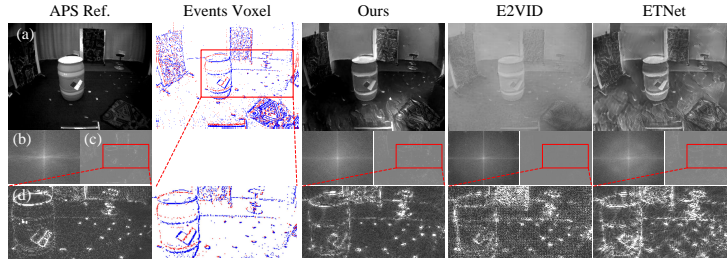 APS Ref. Events Voxel Ours E2VID ETNet
(a)
(b) (c)
(d)